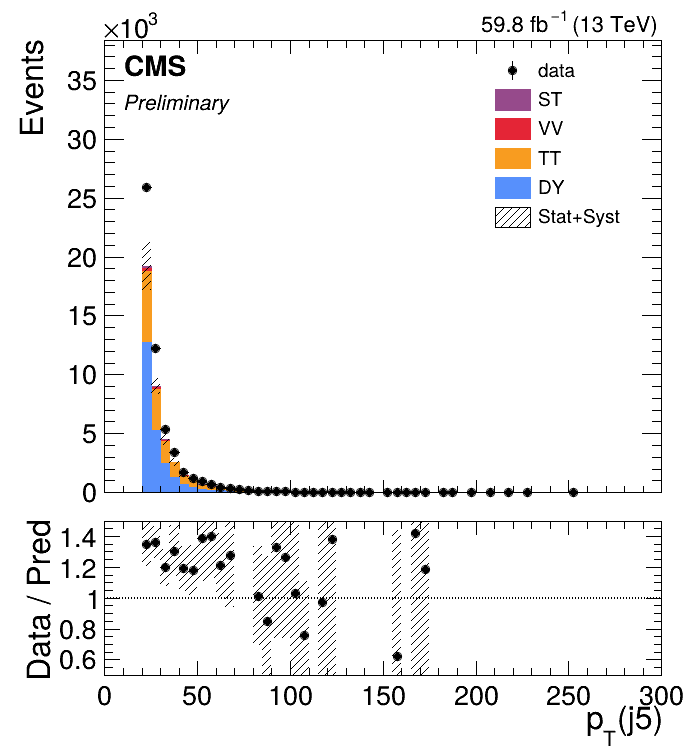 ×10³
59.8 fb⁻¹ (13 TeV)
Events
CMS
Preliminary
data
ST
VV
TT
DY
Stat+Syst
35
30
25
20
15
10
5
0
Data / Pred
1.4
1.2
1
0.8
0.6
0 50 100 150 200 250 300
p_T(j5)